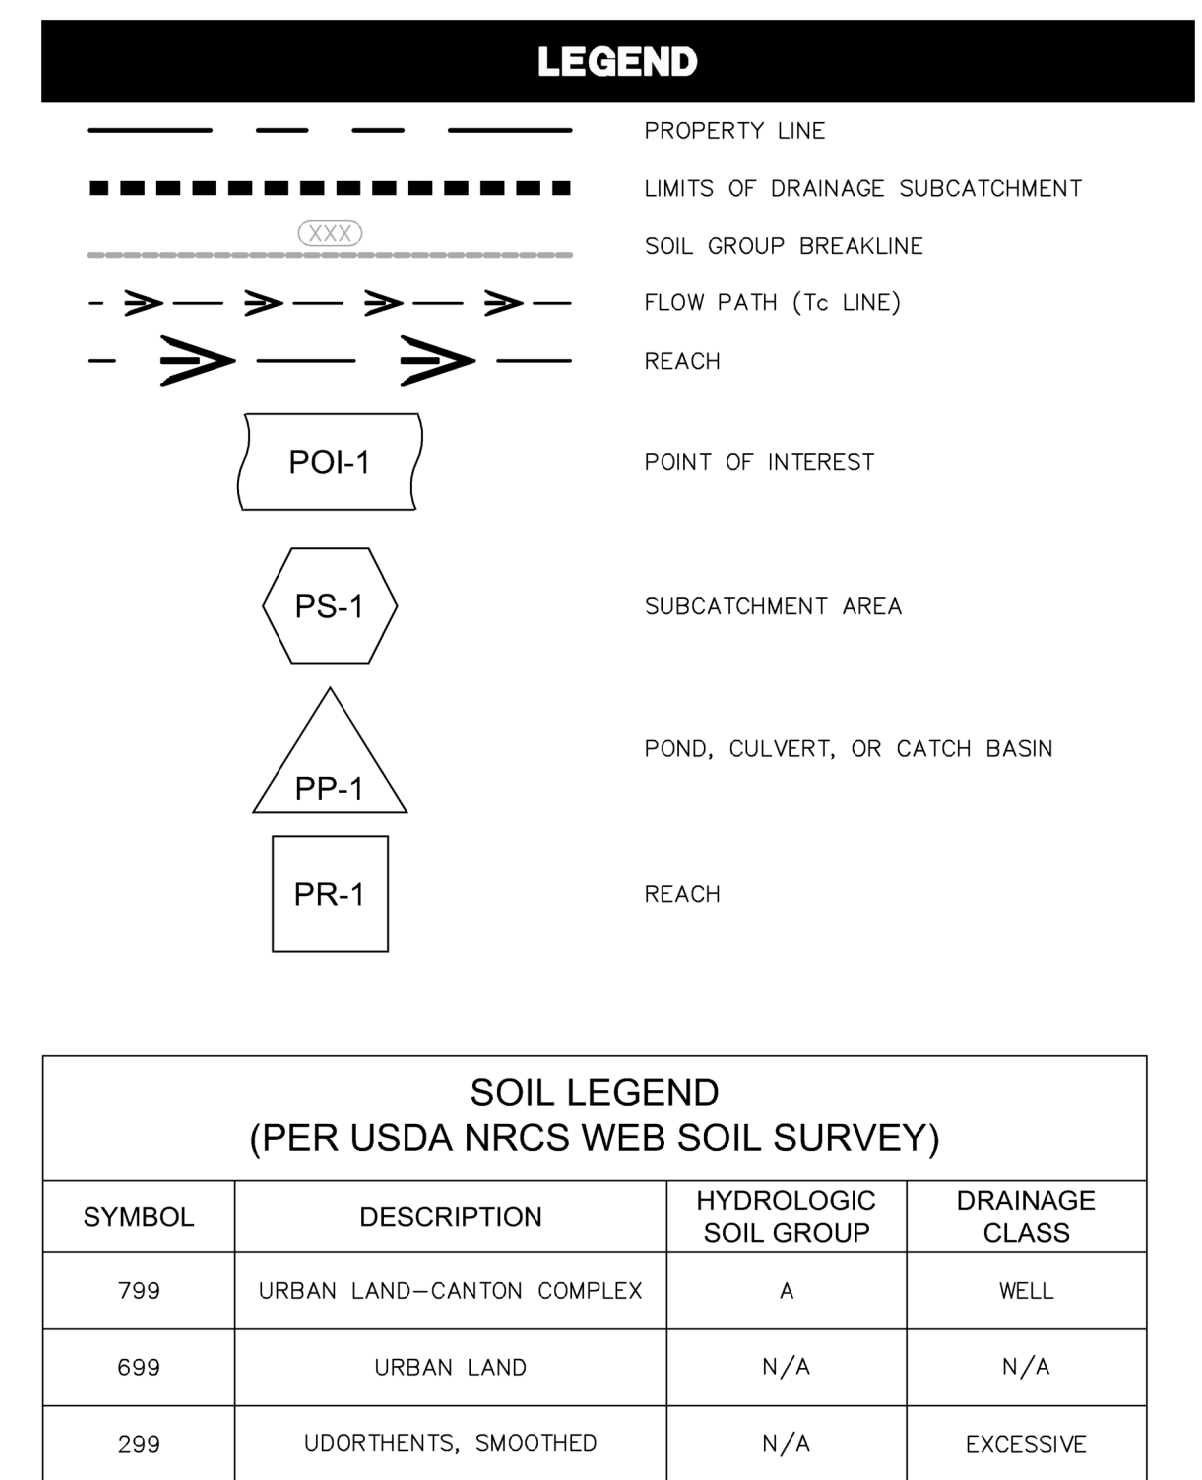 LEGEND
PROPERTY LINE
LIMITS OF DRAINAGE SUBCATCHMENT
XXX
SOIL GROUP BREAKLINE
FLOW PATH (Tc LINE)
REACH
POI-1
POINT OF INTEREST
PS-1
SUBCATCHMENT AREA
PP-1
POND, CULVERT, OR CATCH BASIN
PR-1
REACH
SOIL LEGEND
(PER USDA NRCS WEB SOIL SURVEY)
SYMBOL DESCRIPTION HYDROLOGIC SOIL GROUP DRAINAGE CLASS
799 URBAN LAND-CANTON COMPLEX A WELL
699 URBAN LAND N/A N/A
299 UDORTHENTS, SMOOTHED N/A EXCESSIVE